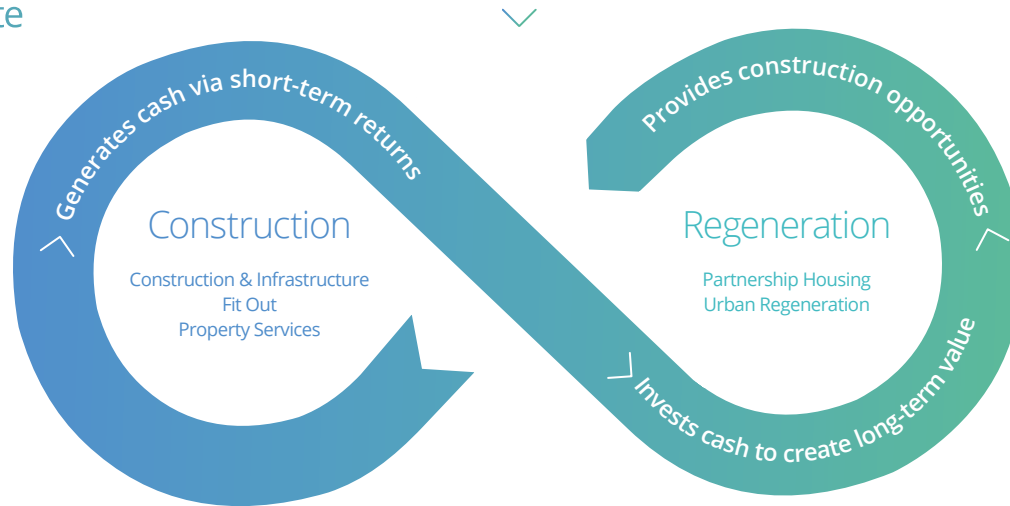 te
Generates cash via short-term returns
Provides construction opportunities
Construction
Construction & Infrastructure
Fit Out
Property Services
Regeneration
Partnership Housing
Urban Regeneration
Invests cash to create long-term value